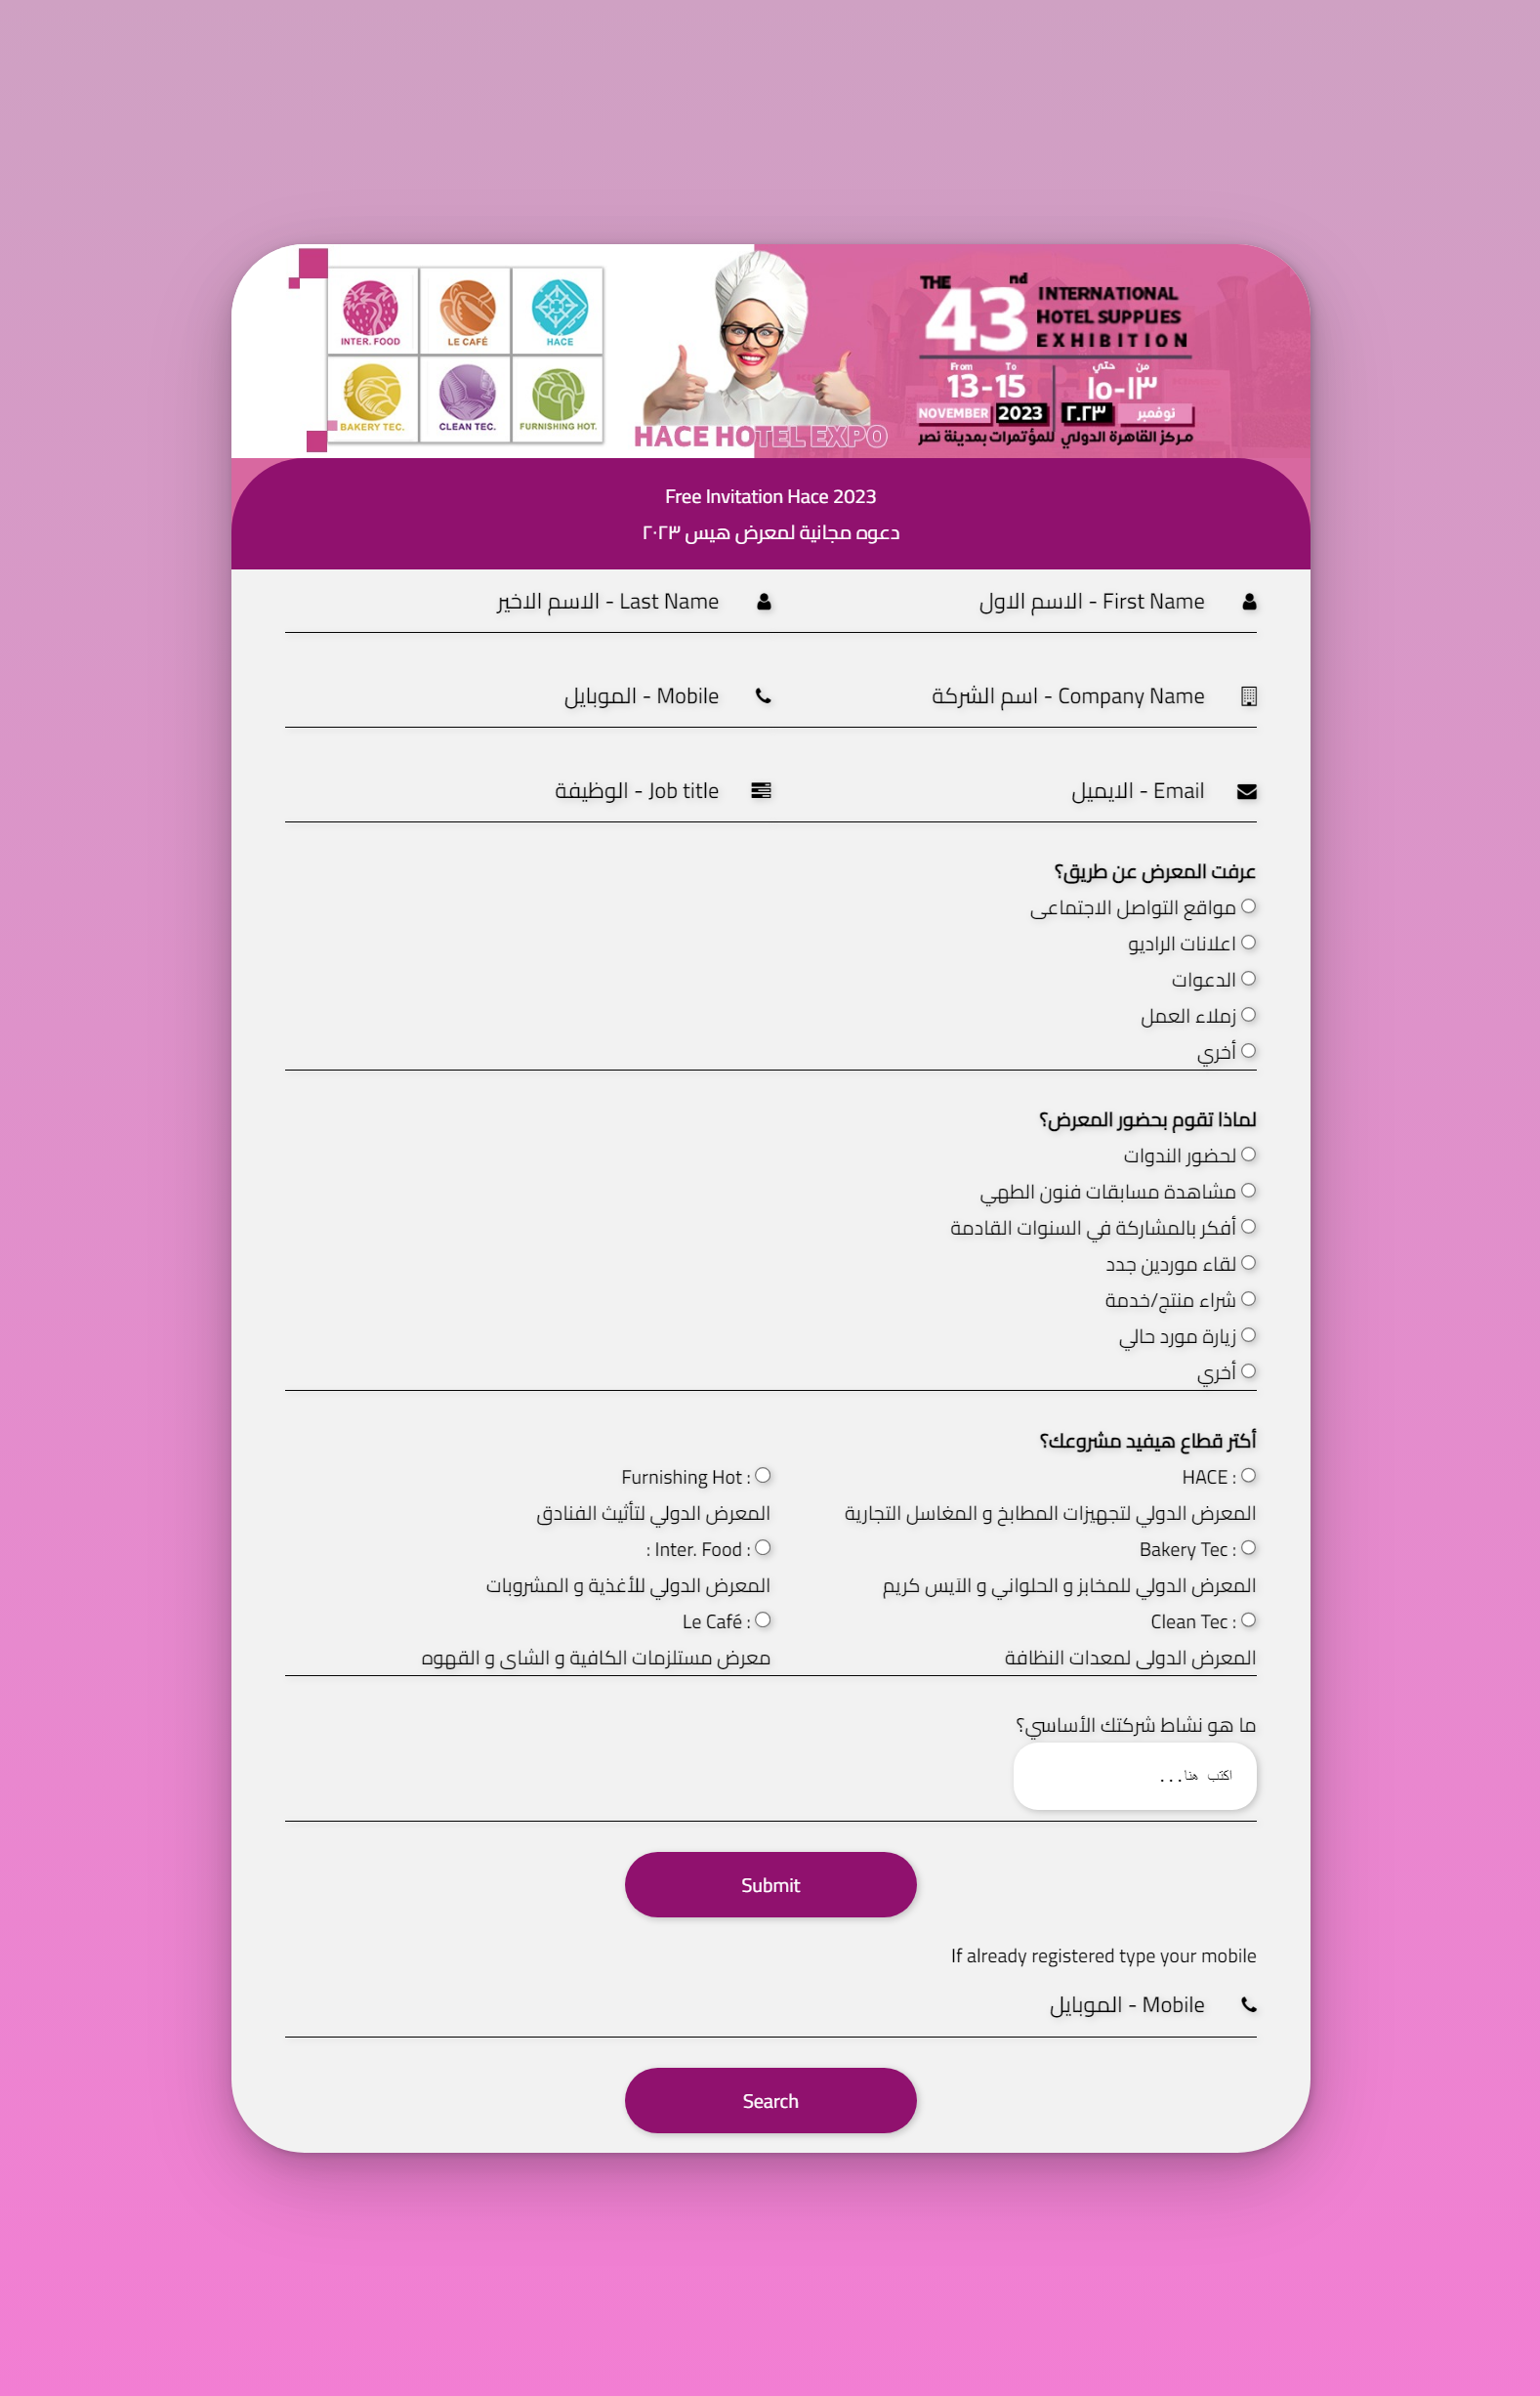 INTER. FOOD
LE CAFÉ
HACE
BAKERY TEC.
CLEAN TEC.
FURNISHING HOT.
HACE HOTEL EXPO
THE 43nd INTERNATIONAL
HOTEL SUPPLIES
EXHIBITION
From To
13-15
NOVEMBER 2023
من حتي
١٣-١٥
نوفمبر ٢٠٢٣
مركز القاهرة الدولي للمؤتمرات بمدينة نصر
Free Invitation Hace 2023
دعوه مجانية لمعرض هيس ٢٠٢٣
الاسم الاول - First Name
الاسم الاخير - Last Name
اسم الشركة - Company Name
الموبايل - Mobile
الايميل - Email
الوظيفة - Job title
عرفت المعرض عن طريق؟
مواقع التواصل الاجتماعى
اعلانات الراديو
الدعوات
زملاء العمل
أخري
لماذا تقوم بحضور المعرض؟
لحضور الندوات
مشاهدة مسابقات فنون الطهي
أفكر بالمشاركة في السنوات القادمة
لقاء موردين جدد
شراء منتج/خدمة
زيارة مورد حالي
أخري
أكتر قطاع هيفيد مشروعك؟
HACE :
المعرض الدولي لتجهيزات المطابخ و المغاسل التجارية
Bakery Tec :
المعرض الدولي للمخابز و الحلواني و الآيس كريم
Clean Tec :
المعرض الدولى لمعدات النظافة
Furnishing Hot :
المعرض الدولي لتأثيث الفنادق
: Inter. Food :
المعرض الدولي للأغذية و المشروبات
Le Café :
معرض مستلزمات الكافية و الشاى و القهوه
ما هو نشاط شركتك الأساسي؟
اكتب هنا...
Submit
If already registered type your mobile
الموبايل - Mobile
Search